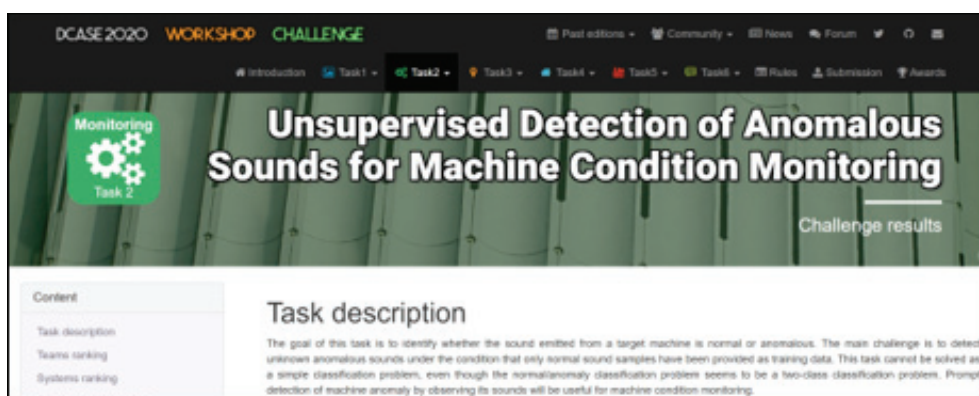 DCASE2020 WORKSHOP CHALLENGE Past editions Community News Forum
Introduction Task1 Task2 Task3 Task4 Task5 Task6 Rules Submission Awards
Monitoring
Task 2
Unsupervised Detection of Anomalous
Sounds for Machine Condition Monitoring
Challenge results
Content
Task description
Teams ranking
Systems ranking
Task description
The goal of this task is to identify whether the sound emitted from a target machine is normal or anomalous. The main challenge is to detect
unknown anomalous sounds under the condition that only normal sound samples have been provided as training data. This task cannot be solved as
a simple classification problem, even though the normal/anomaly classification problem seems to be a two-class classification problem. Prompt
detection of machine anomaly by observing its sounds will be useful for machine condition monitoring.